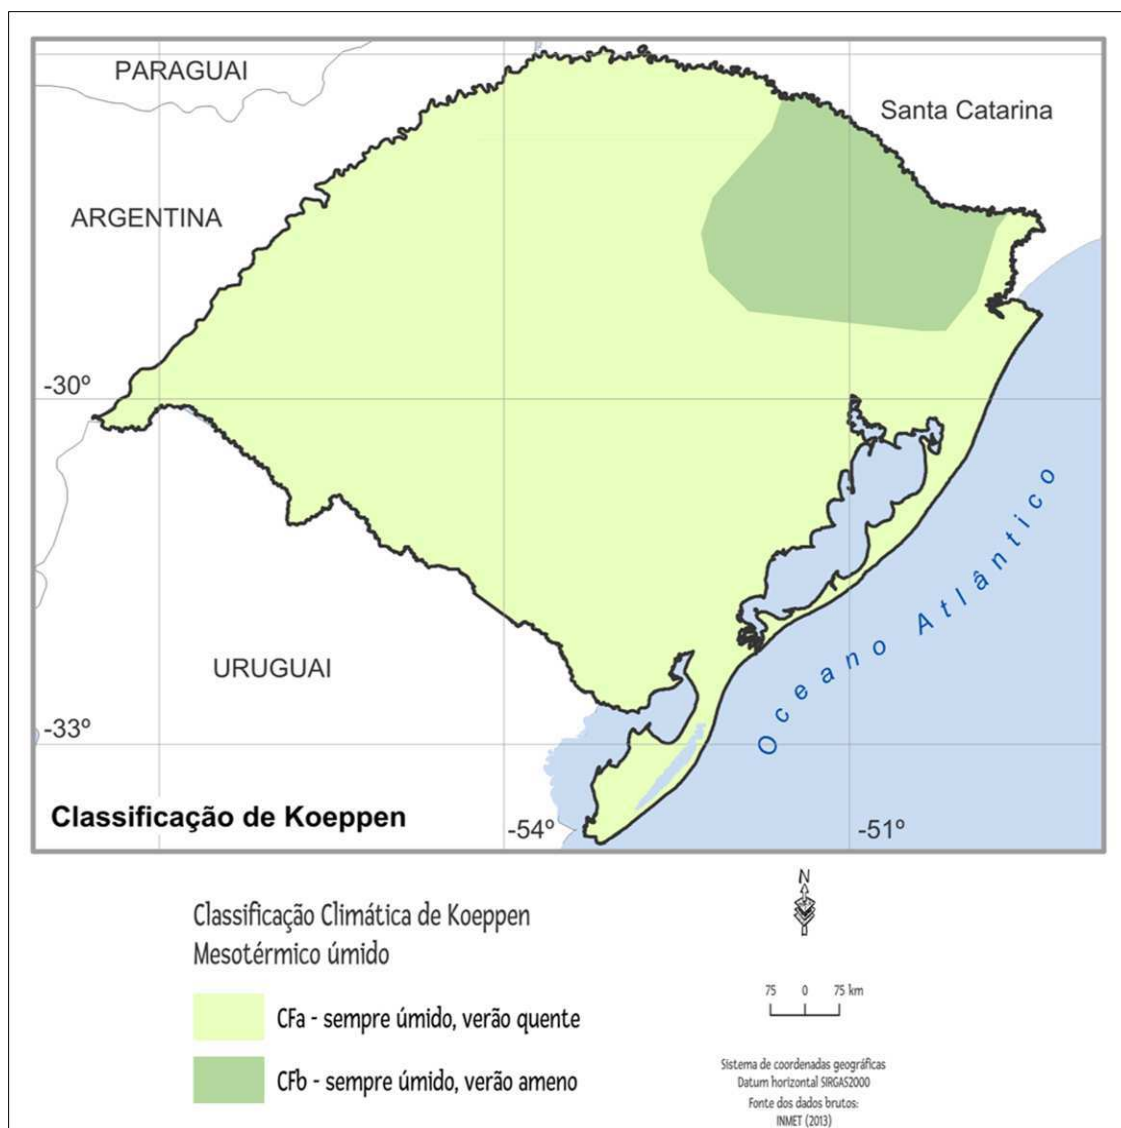 PARAGUAI
Santa Catarina
ARGENTINA
-30º
Oceano Atlântico
URUGUAI
-33º
Classificação de Koeppen
-54º
-51º
Classificação Climática de Koeppen
Mesotérmico úmido
CFa - sempre úmido, verão quente
CFb - sempre úmido, verão ameno
N
75 0 75 km
Sistema de coordenadas geográficas
Datum horizontal SIRGAS2000
Fonte dos dados brutos:
INMET (2013)